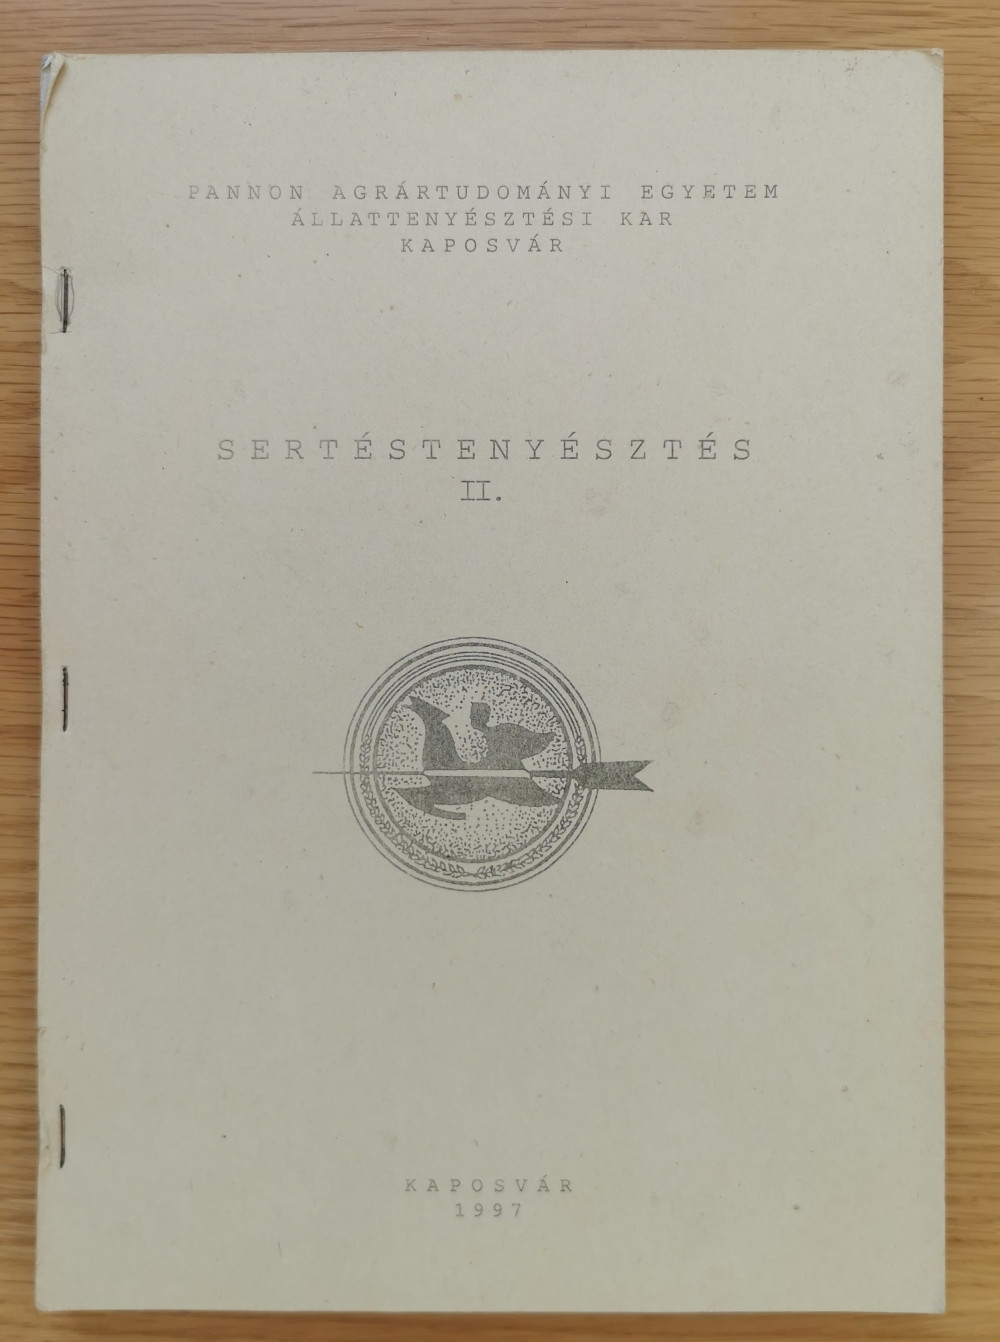 PANNON AGRÁRTUDOMÁNYI EGYETEM
ÁLLATTENYÉSZTÉSI KAR
KAPOSVÁR
SERTÉSTENYÉSZTÉS
II.
KAPOSVÁR
1997